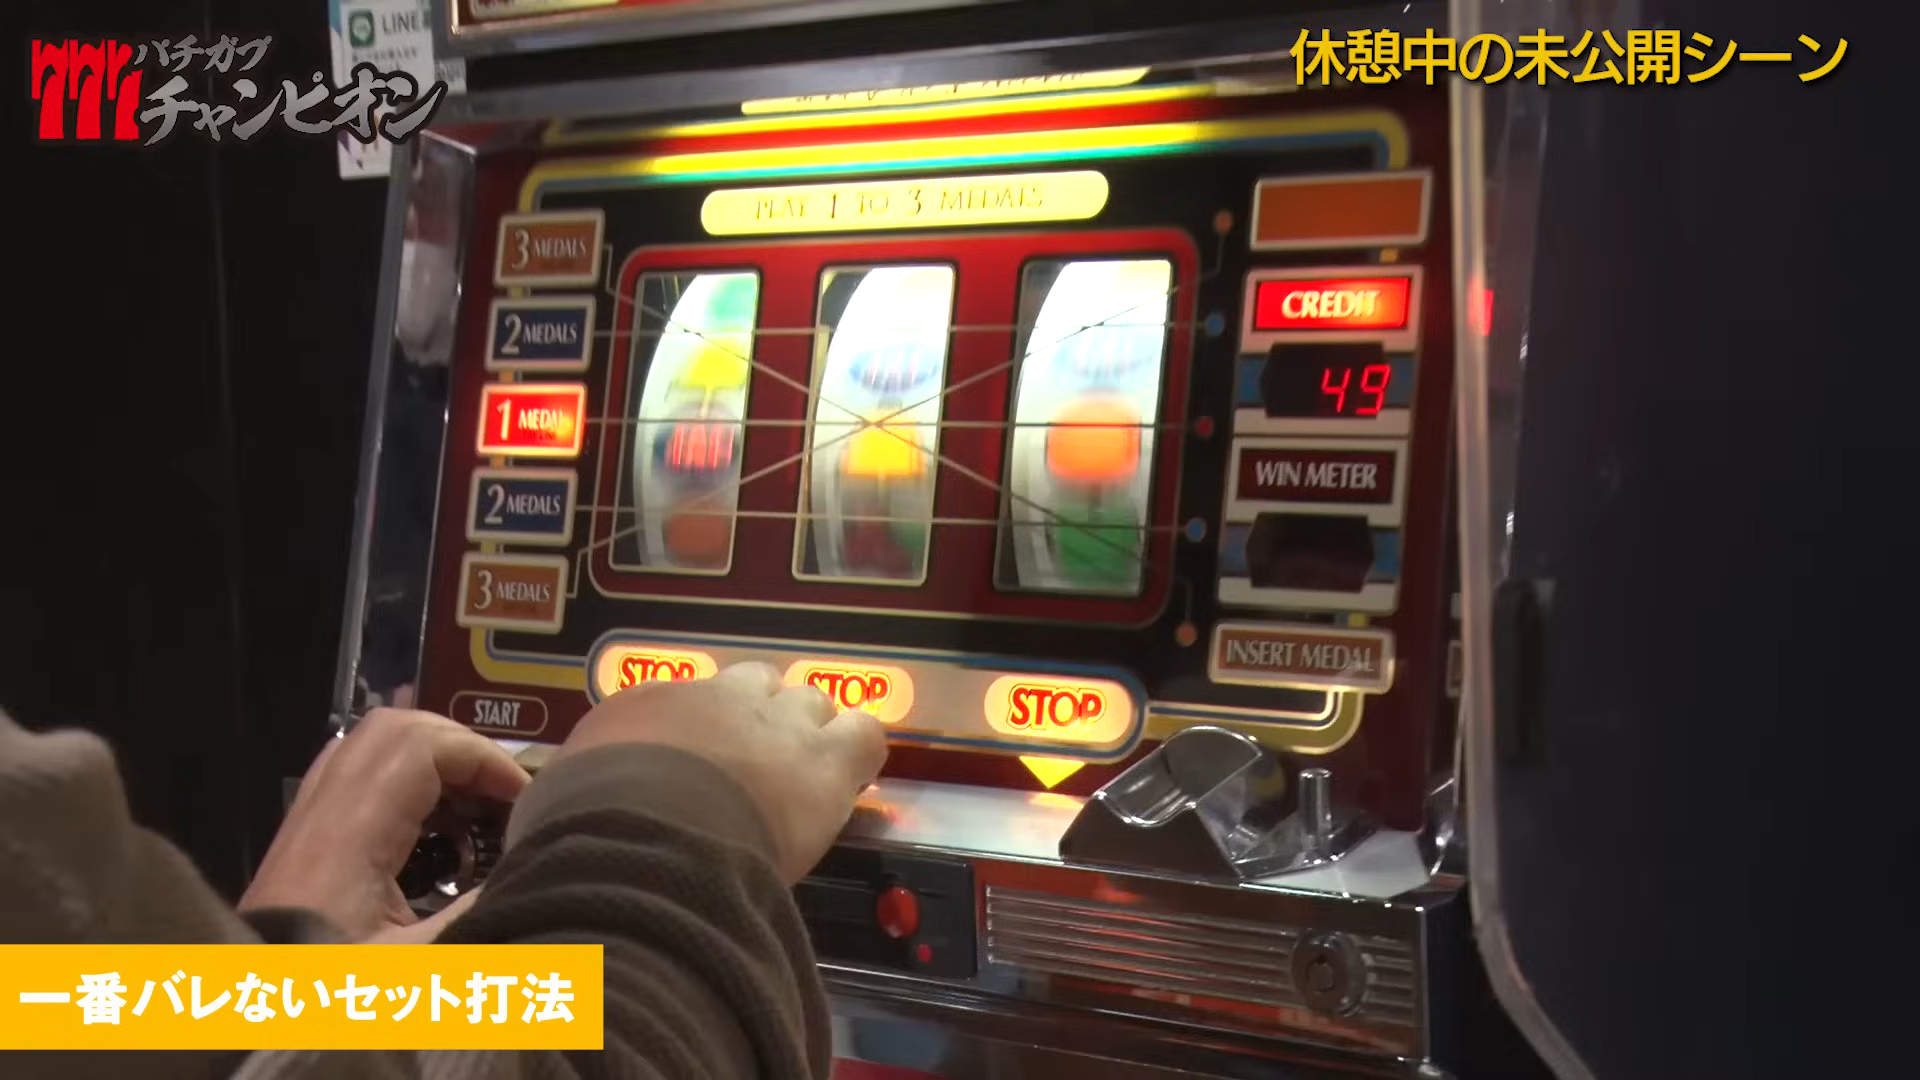 LINE
777
パチガブ
チャンピオン
休憩中の未公開シーン
PLAY 1 TO 3 MEDALS
3 MEDALS
2 MEDALS
1 MEDAL
2 MEDALS
3 MEDALS
CREDIT
49
WIN METER
INSERT MEDAL
START
STOP
STOP
STOP
一番バレないセット打法